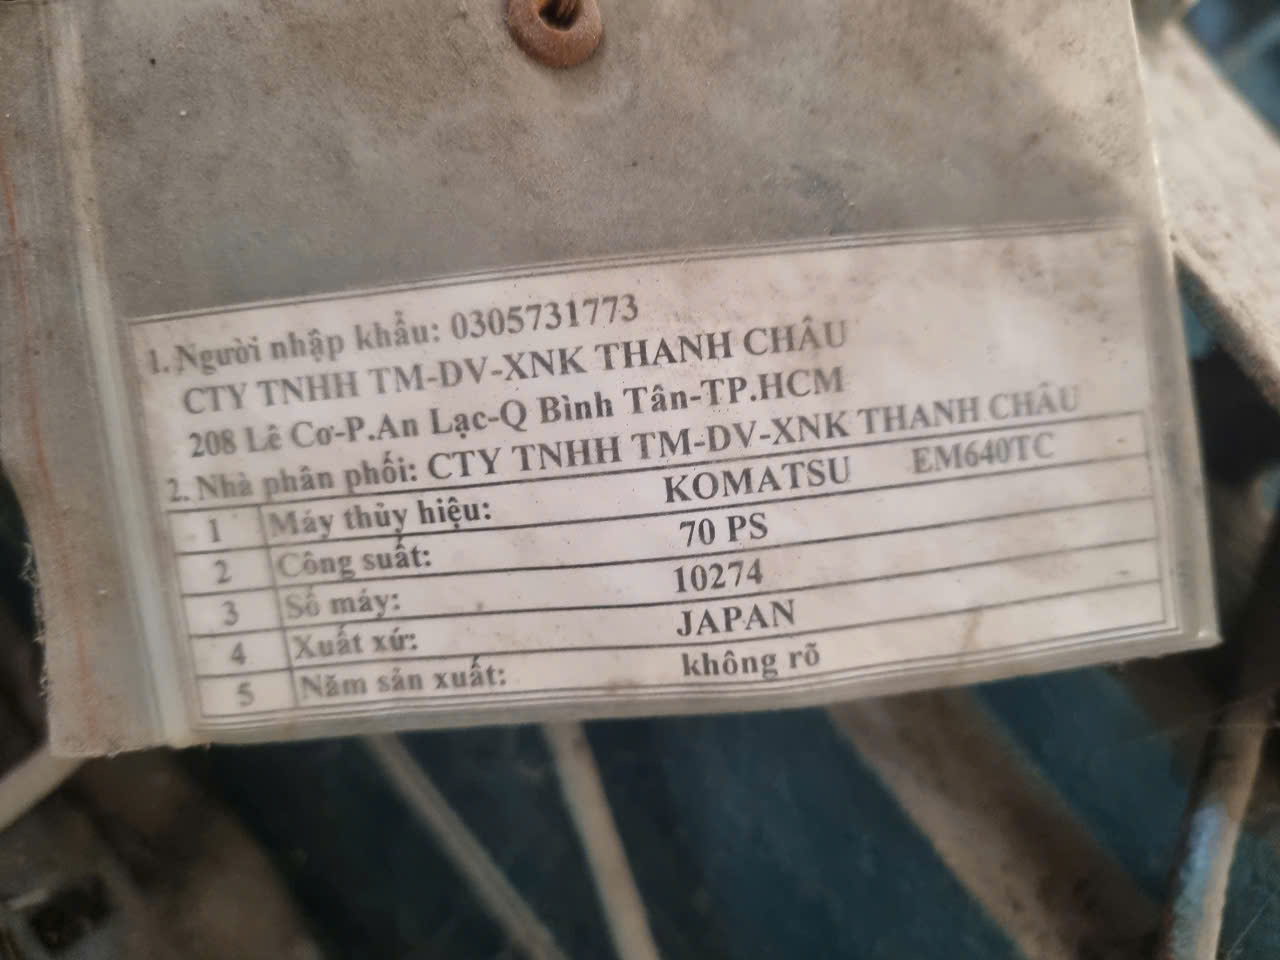 1. Người nhập khẩu: 0305731773
CTY TNHH TM-DV-XNK THANH CHÂU
208 Lê Cơ-P.An Lạc-Q Bình Tân-TP.HCM
2. Nhà phân phối: CTY TNHH TM-DV-XNK THANH CHÂU
1 Máy thủy hiệu: KOMATSU EM640TC
2 Công suất: 70 PS
3 Số máy: 10274
4 Xuất xứ: JAPAN
5 Năm sản xuất: không rõ